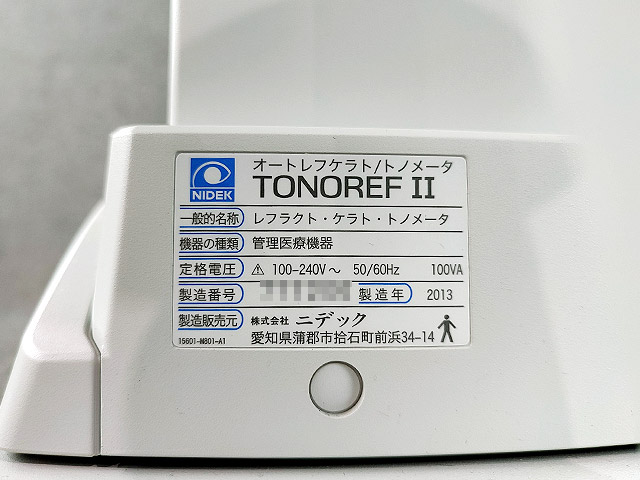 NIDEK
オートレフケラト/トノメータ
TONOREF II
一般的名称 レフラクト・ケラト・トノメータ
機器の種類 管理医療機器
定格電圧 ⚠ 100-240V～ 50/60Hz 100VA
製造番号 製造年 2013
製造販売元 株式会社 ニデック
15601-M801-A1 愛知県蒲郡市拾石町前浜34-14